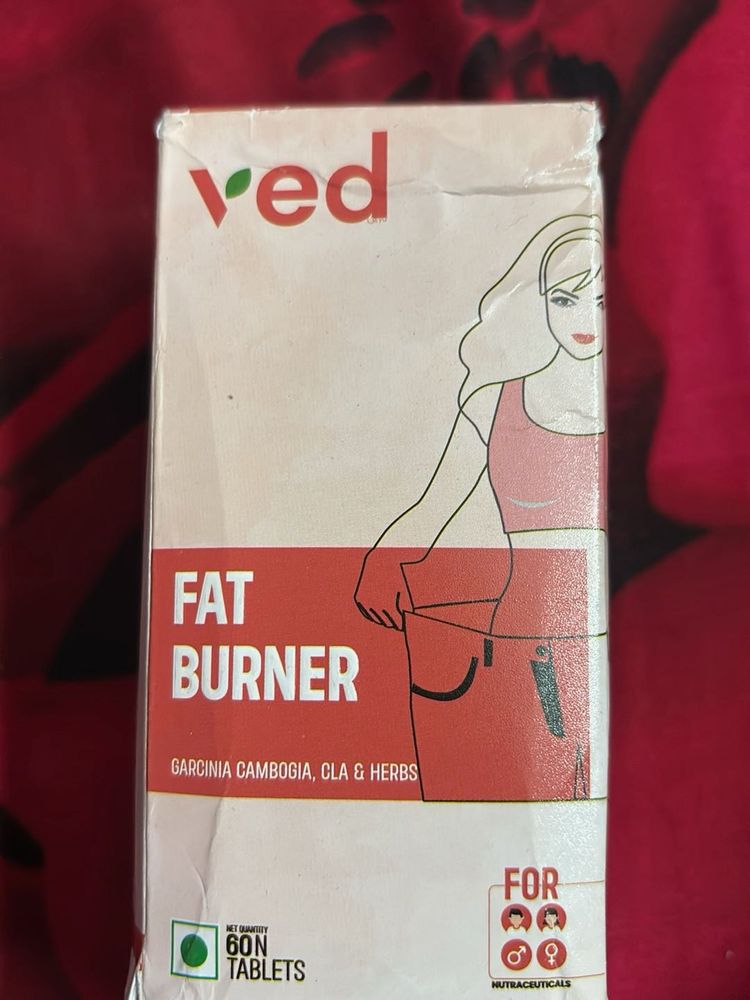 ved
FAT
BURNER
GARCINIA CAMBOGIA, CLA & HERBS
NET QUANTITY
60N
TABLETS
FOR
NUTRACEUTICALS